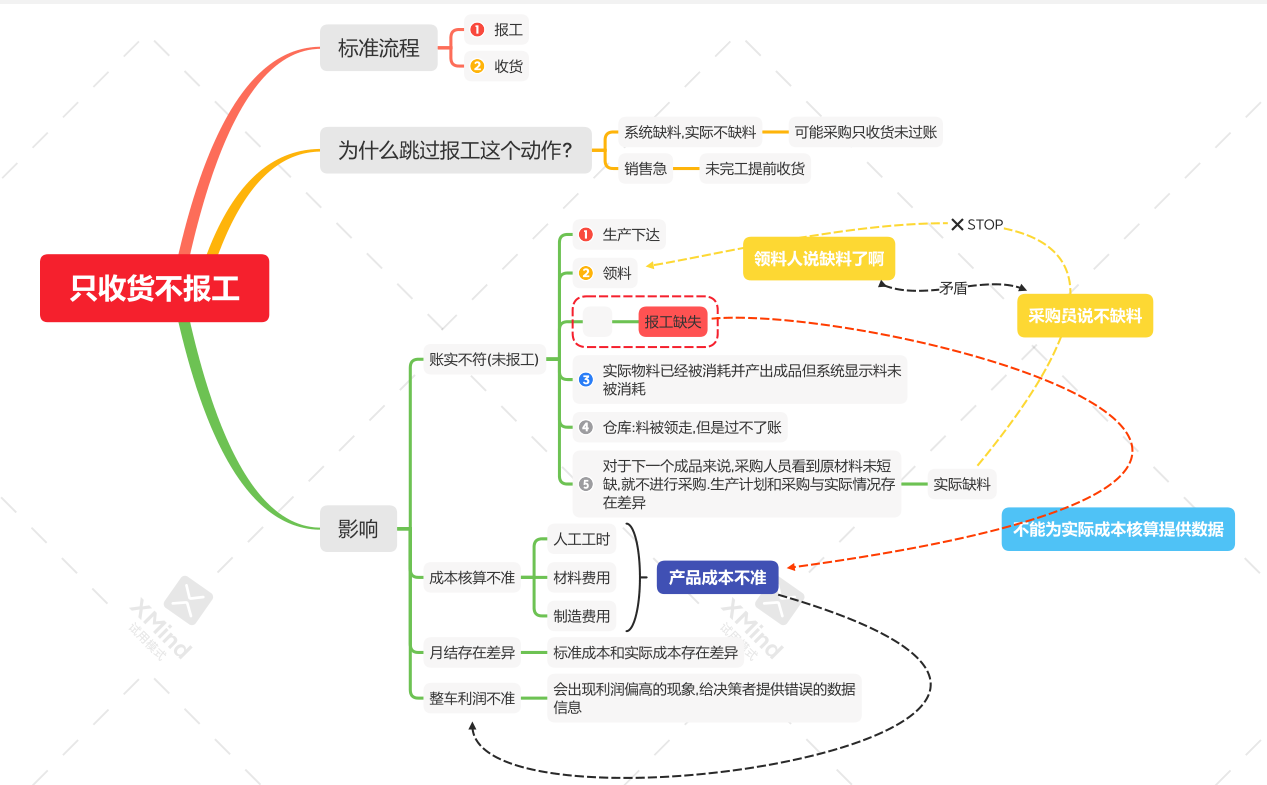 标准流程
1 报工
2 收货
为什么跳过报工这个动作?
系统缺料,实际不缺料
可能采购只收货未过账
销售急
未完工提前收货
只收货不报工
影响
账实不符(未报工)
1 生产下达
2 领料
报工缺失
3 实际物料已经被消耗并产出成品但系统显示料未
被消耗
4 仓库:料被领走,但是过不了账
5 对于下一个成品来说,采购人员看到原材料未短
缺,就不进行采购.生产计划和采购与实际情况存
在差异
实际缺料
STOP
领料人说缺料了啊
矛盾
采购员说不缺料
不能为实际成本核算提供数据
成本核算不准
人工工时
材料费用
制造费用
产品成本不准
月结存在差异
标准成本和实际成本存在差异
整车利润不准
会出现利润偏高的现象,给决策者提供错误的数据
信息
XMind
试用模式
XMind
试用模式